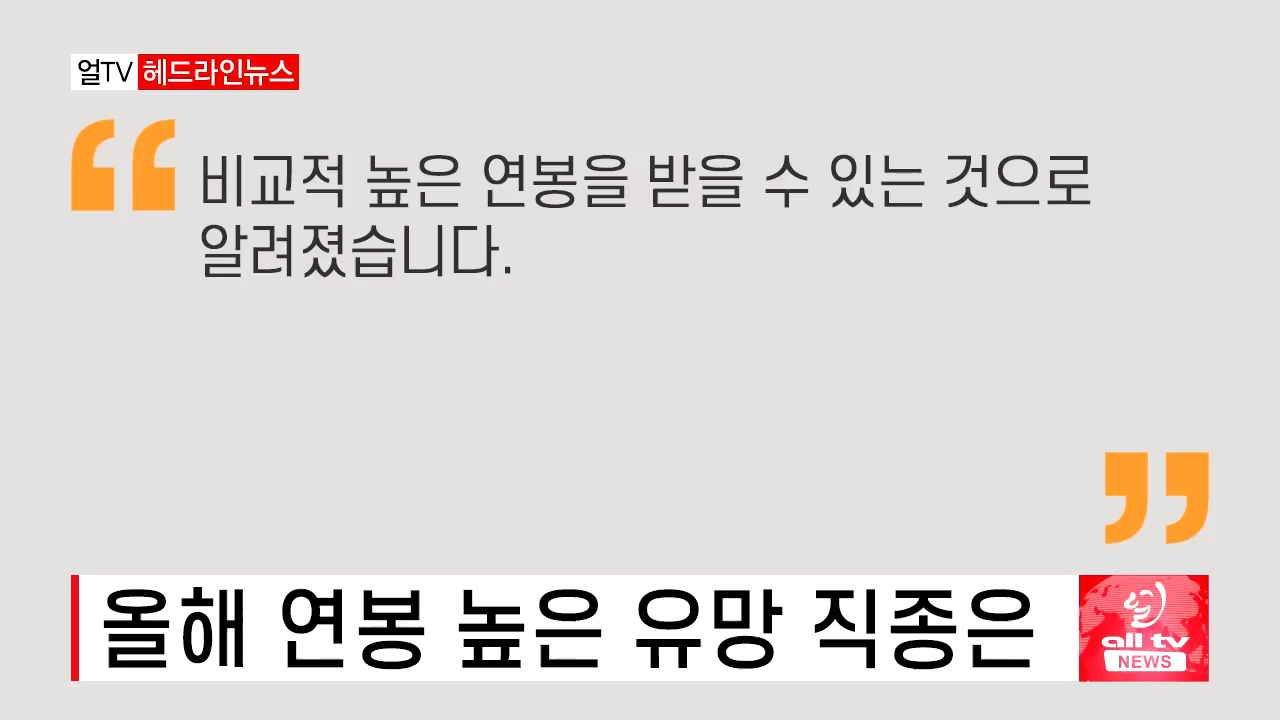 얼TV 헤드라인뉴스
“비교적 높은 연봉을 받을 수 있는 것으로
알려졌습니다.”
올해 연봉 높은 유망 직종은
얼
all tv
NEWS